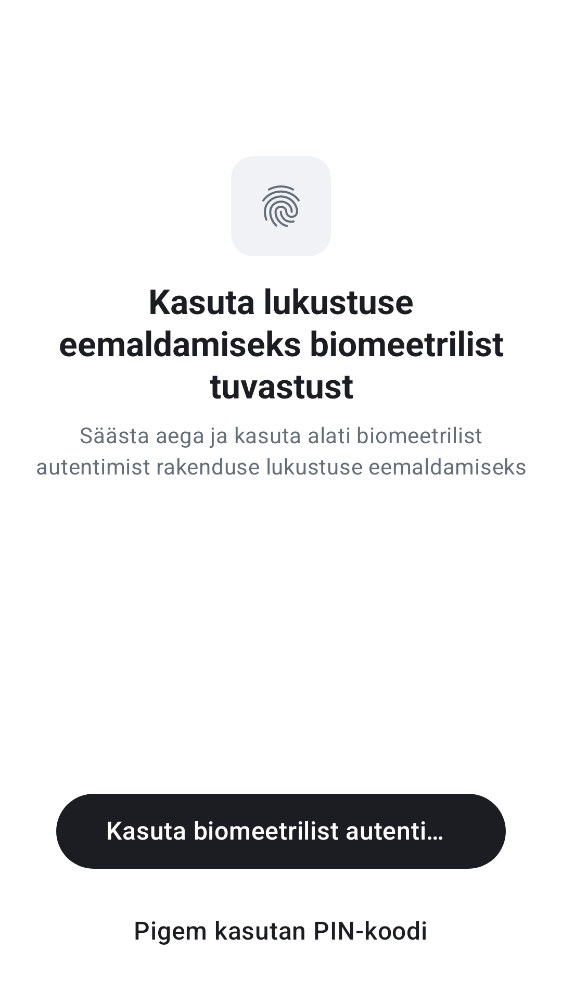 Kasuta lukustuse
eemaldamiseks biomeetrilist
tuvastust
Säästa aega ja kasuta alati biomeetrilist
autentimist rakenduse lukustuse eemaldamiseks
Kasuta biomeetrilist autenti...
Pigem kasutan PIN-koodi